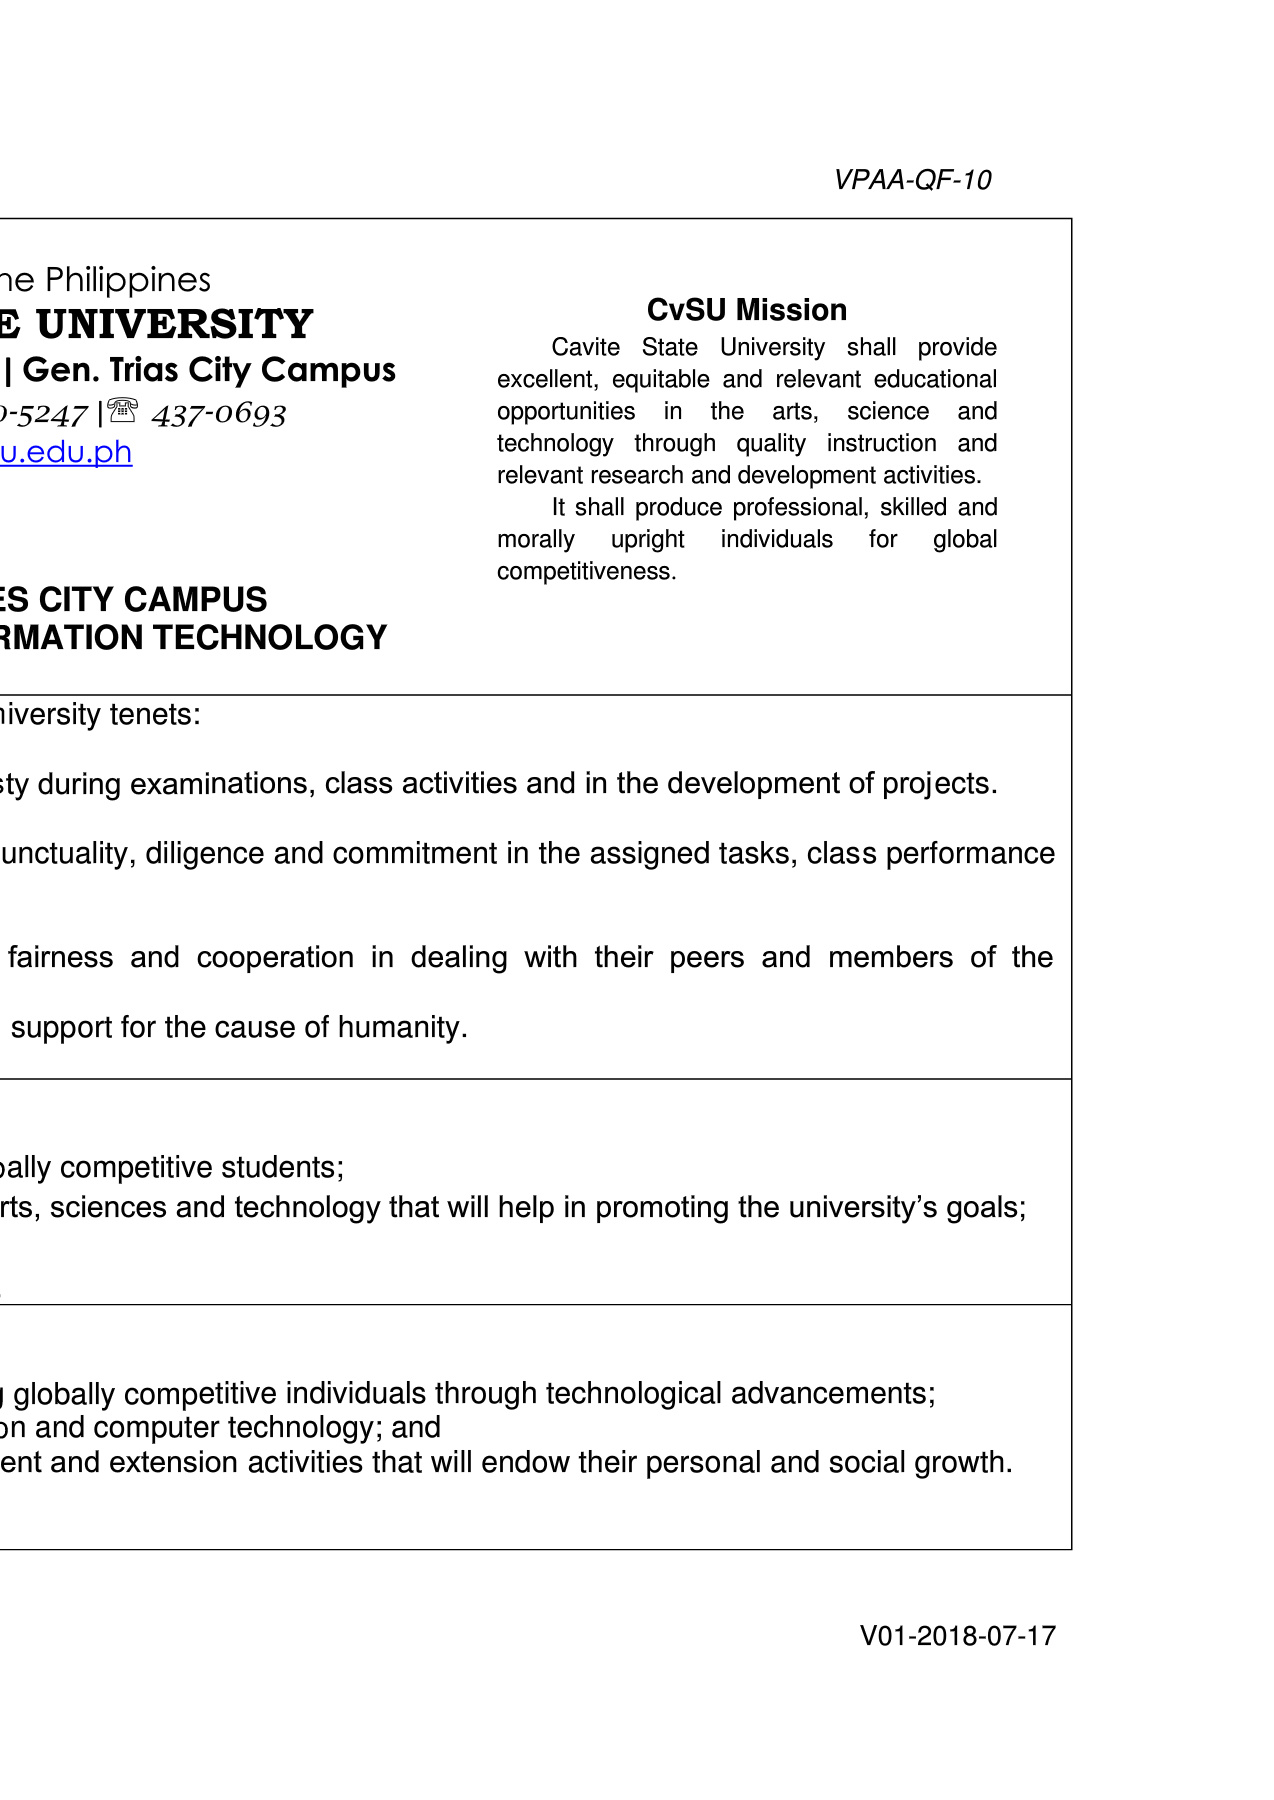 VPAA-QF-10
he Philippines
E UNIVERSITY
| Gen. Trias City Campus
0-5247 |☏ 437-0693
u.edu.ph
ES CITY CAMPUS
RMATION TECHNOLOGY
CvSU Mission
Cavite State University shall provide
excellent, equitable and relevant educational
opportunities in the arts, science and
technology through quality instruction and
relevant research and development activities.
It shall produce professional, skilled and
morally upright individuals for global
competitiveness.
niversity tenets:
sty during examinations, class activities and in the development of projects.
unctuality, diligence and commitment in the assigned tasks, class performance
fairness and cooperation in dealing with their peers and members of the
support for the cause of humanity.
bally competitive students;
rts, sciences and technology that will help in promoting the university’s goals;
g globally competitive individuals through technological advancements;
on and computer technology; and
ent and extension activities that will endow their personal and social growth.
V01-2018-07-17